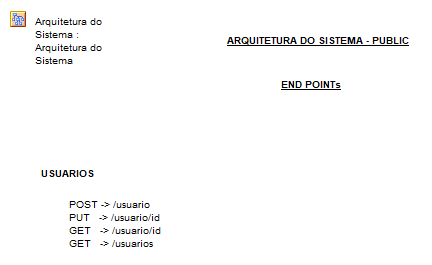 Arquitetura do
Sistema :
Arquitetura do
Sistema
ARQUITETURA DO SISTEMA - PUBLIC
END POINTs
USUARIOS
POST -> /usuario
PUT -> /usuario/id
GET -> /usuario/id
GET -> /usuarios